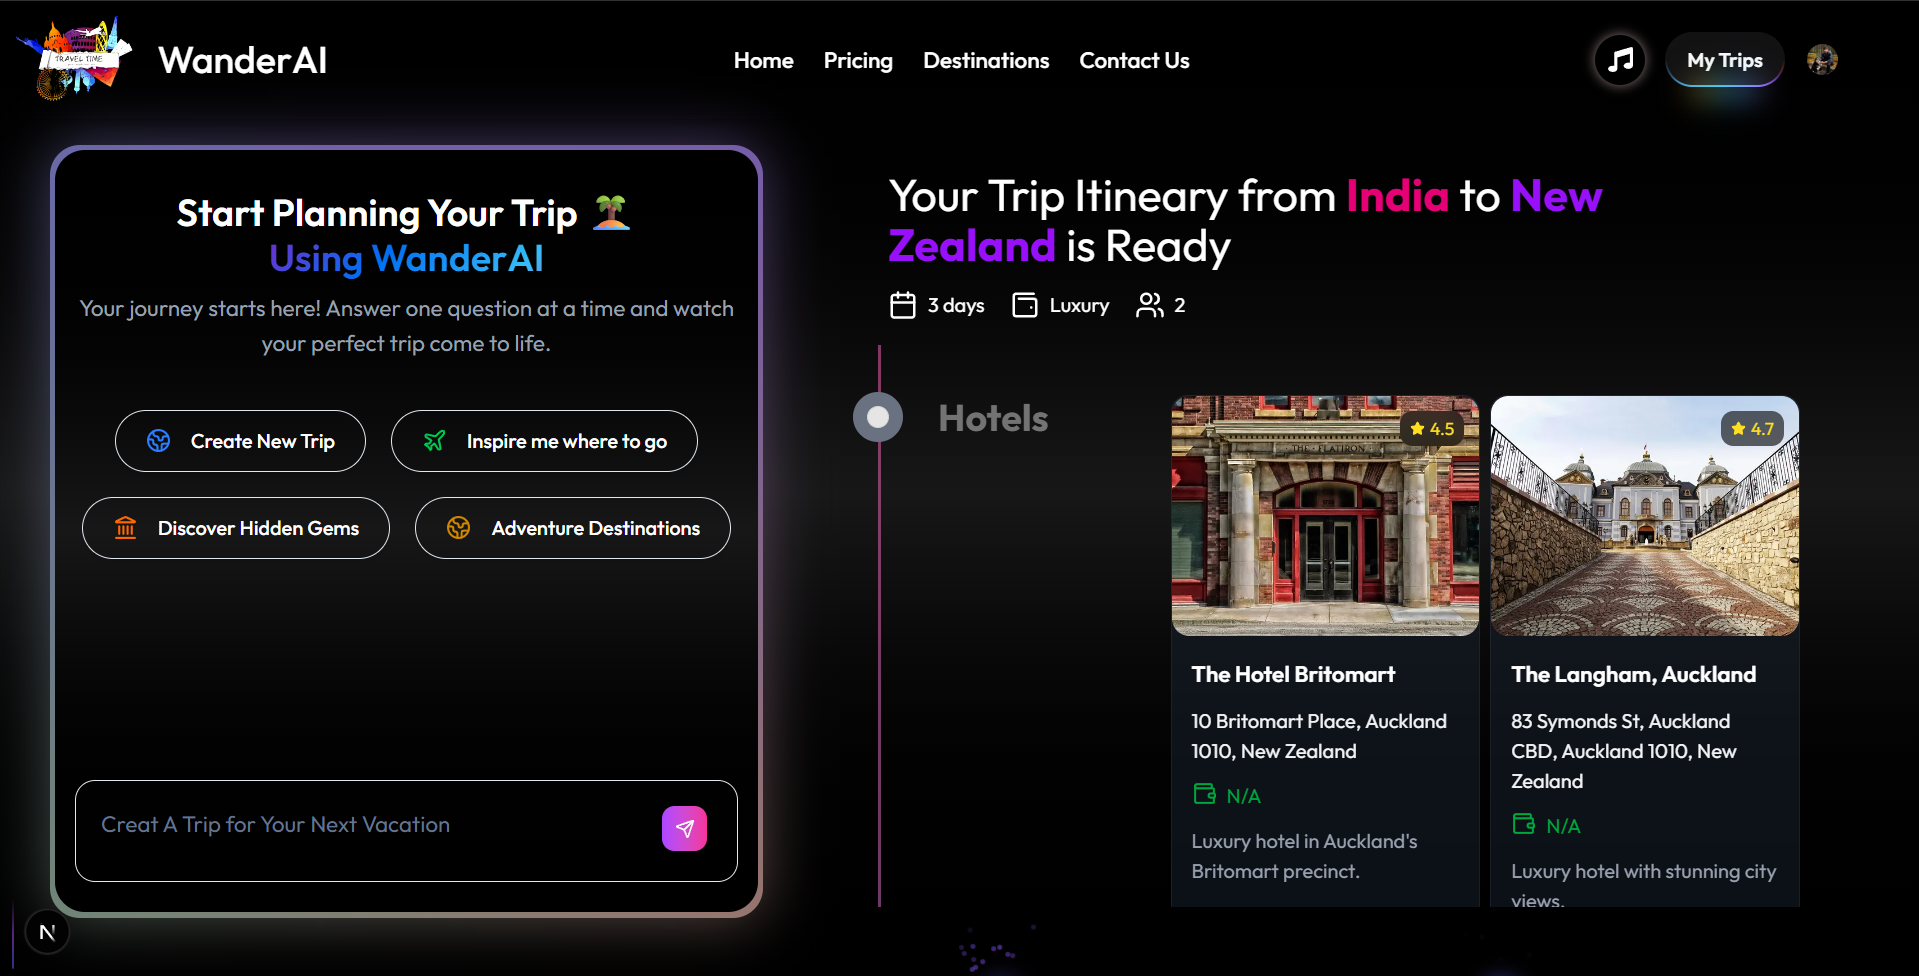 TRAVEL TIME
WanderAI
Home
Pricing
Destinations
Contact Us
My Trips
Start Planning Your Trip 🏝️
Using WanderAI
Your journey starts here! Answer one question at a time and watch
your perfect trip come to life.
Create New Trip
Inspire me where to go
Discover Hidden Gems
Adventure Destinations
Creat A Trip for Your Next Vacation
N
Your Trip Itineary from India to New
Zealand is Ready
3 days
Luxury
2
Hotels
4.5
THE · FLATIRON
The Hotel Britomart
10 Britomart Place, Auckland
1010, New Zealand
N/A
Luxury hotel in Auckland's
Britomart precinct.
4.7
The Langham, Auckland
83 Symonds St, Auckland
CBD, Auckland 1010, New
Zealand
N/A
Luxury hotel with stunning city
views.